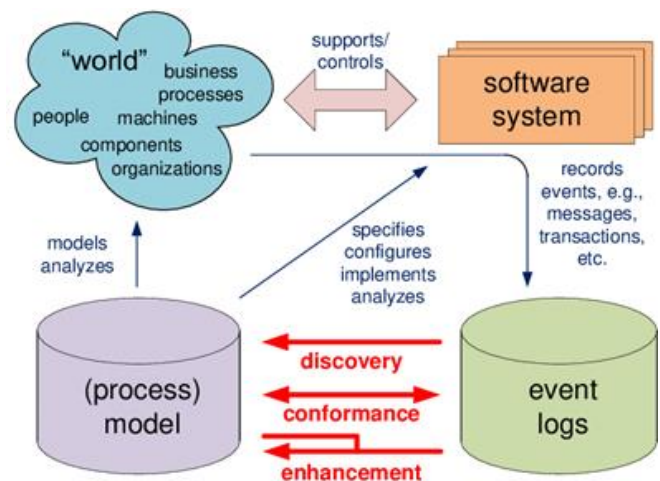 “world”
business
processes
people
machines
components
organizations
supports/
controls
software
system
records
events, e.g.,
messages,
transactions,
etc.
models
analyzes
specifies
configures
implements
analyzes
(process)
model
discovery
conformance
enhancement
event
logs